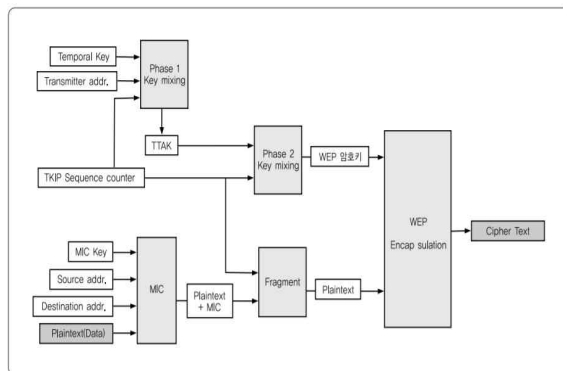 Temporal Key
Transmitter addr.
Phase 1
Key mixing
TTAK
TKIP Sequence counter
Phase 2
Key mixing
WEP 암호키
WEP
Encap sulation
Cipher Text
MIC Key
Source addr.
Destination addr.
Plaintext(Data)
MIC
Plaintext
+ MIC
Fragment
Plaintext